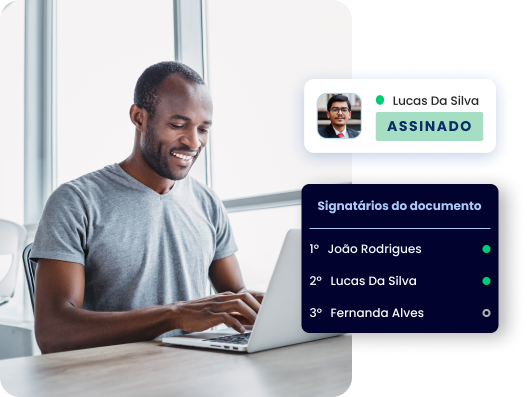 Lucas Da Silva
ASSINADO
Signatários do documento
1º João Rodrigues
2º Lucas Da Silva
3º Fernanda Alves